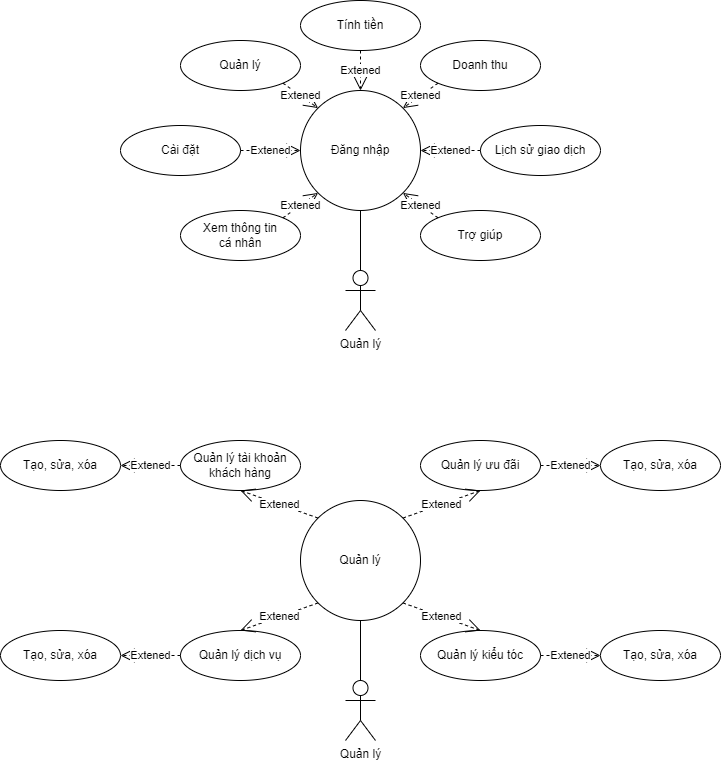 Tính tiền
Extened
Quản lý
Extened
Doanh thu
Extened
Cài đặt
Extened
Đăng nhập
Extened
Lịch sử giao dịch
Xem thông tin
cá nhân
Extened
Extened
Trợ giúp
Quản lý
Tạo, sửa, xóa
Extened
Quản lý tài khoản
khách hàng
Extened
Quản lý ưu đãi
Extened
Tạo, sửa, xóa
Extened
Quản lý
Extened
Extened
Tạo, sửa, xóa
Extened
Quản lý dịch vụ
Quản lý kiểu tóc
Extened
Tạo, sửa, xóa
Quản lý